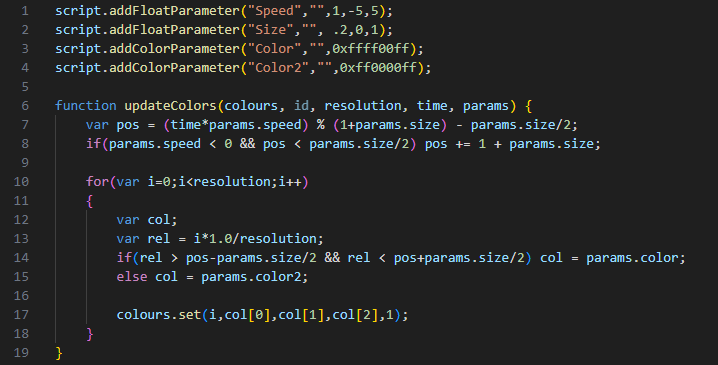 1 script.addFloatParameter("Speed","",1,-5,5);
2 script.addFloatParameter("Size","", .2,0,1);
3 script.addColorParameter("Color","",0xffff00ff);
4 script.addColorParameter("Color2","",0xff0000ff);
5
6 function updateColors(colours, id, resolution, time, params) {
7     var pos = (time*params.speed) % (1+params.size) - params.size/2;
8     if(params.speed < 0 && pos < params.size/2) pos += 1 + params.size;
9
10     for(var i=0;i<resolution;i++)
11     {
12         var col;
13         var rel = i*1.0/resolution;
14         if(rel > pos-params.size/2 && rel < pos+params.size/2) col = params.color;
15         else col = params.color2;
16
17         colours.set(i,col[0],col[1],col[2],1);
18     }
19 }